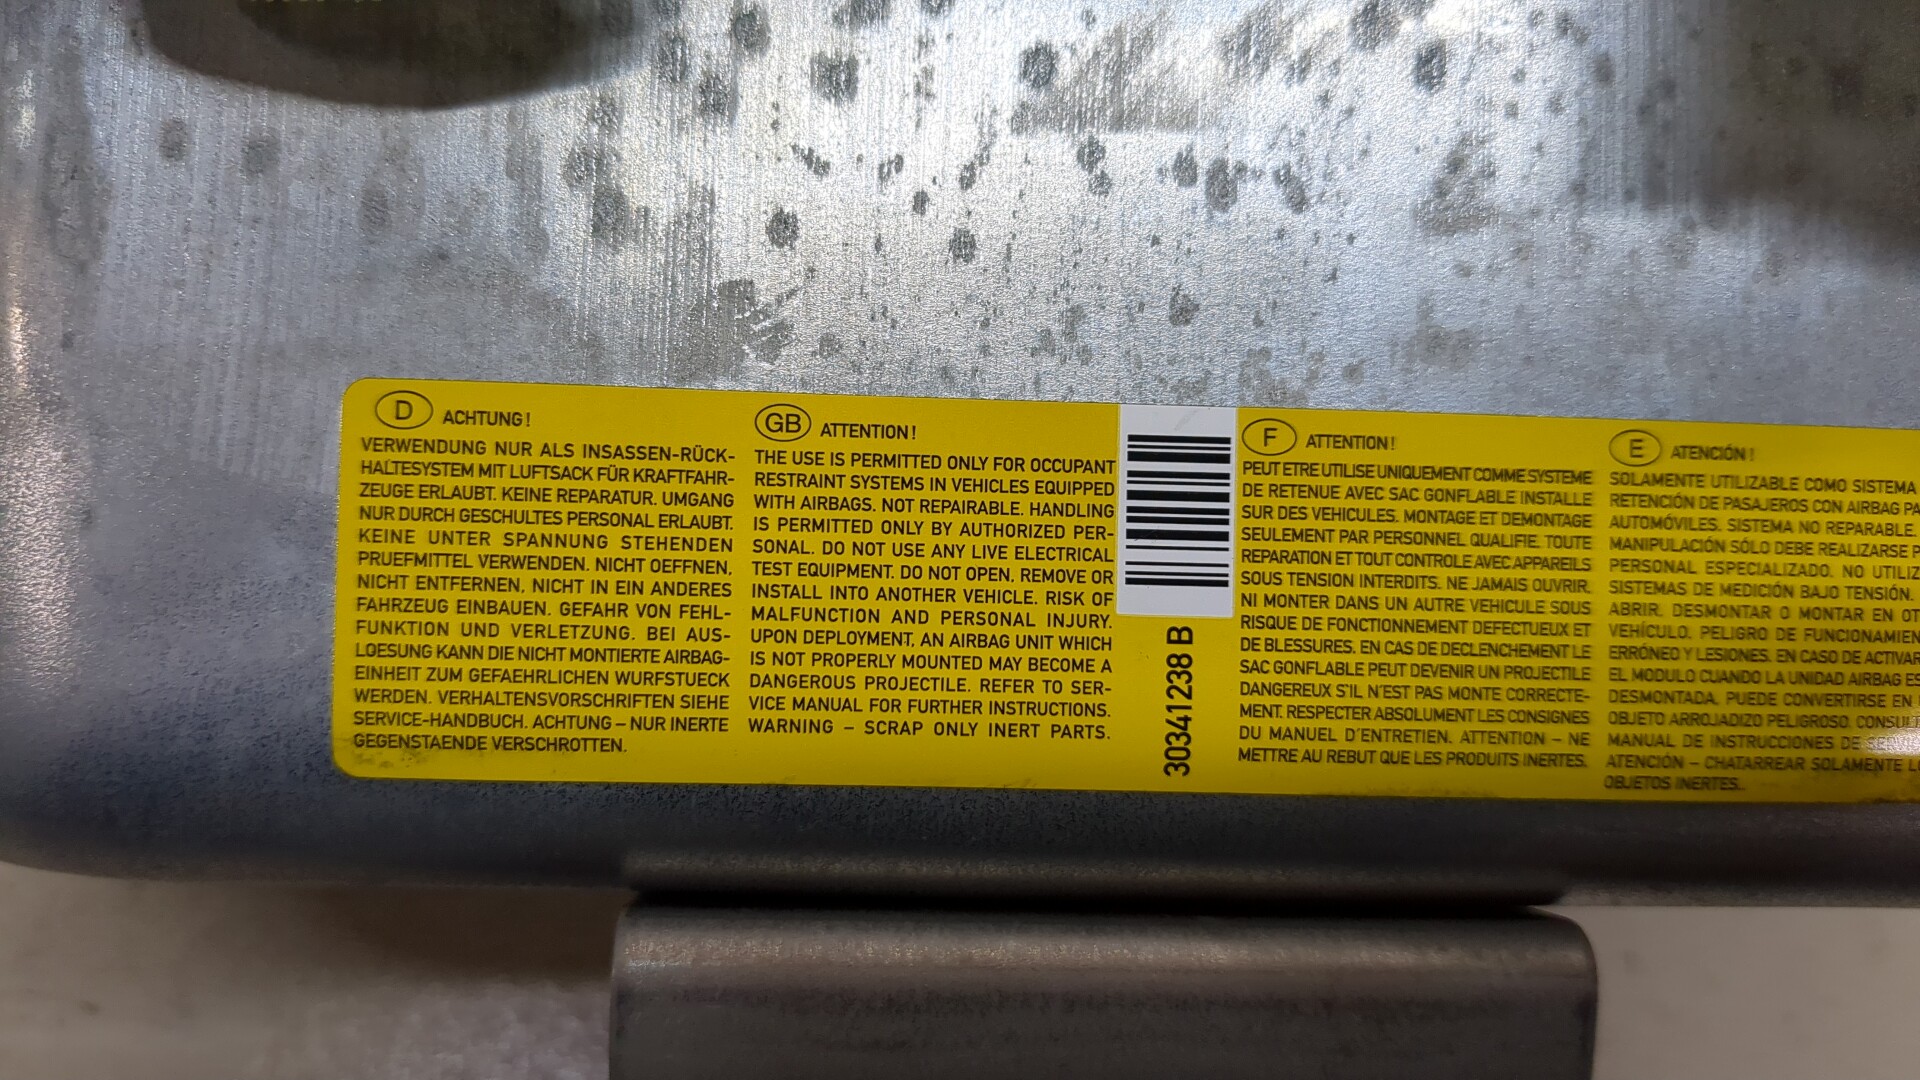 D ACHTUNG!
VERWENDUNG NUR ALS INSASSEN-RÜCK-
HALTESYSTEM MIT LUFTSACK FÜR KRAFTFAHR-
ZEUGE ERLAUBT. KEINE REPARATUR. UMGANG
NUR DURCH GESCHULTES PERSONAL ERLAUBT.
KEINE UNTER SPANNUNG STEHENDEN
PRUEFMITTEL VERWENDEN. NICHT OEFFNEN,
NICHT ENTFERNEN, NICHT IN EIN ANDERES
FAHRZEUG EINBAUEN. GEFAHR VON FEHL-
FUNKTION UND VERLETZUNG. BEI AUS-
LOESUNG KANN DIE NICHT MONTIERTE AIRBAG-
EINHEIT ZUM GEFAEHRLICHEN WURFSTUECK
WERDEN. VERHALTENSVORSCHRIFTEN SIEHE
SERVICE-HANDBUCH. ACHTUNG – NUR INERTE
GEGENSTAENDE VERSCHROTTEN.
GB ATTENTION!
THE USE IS PERMITTED ONLY FOR OCCUPANT
RESTRAINT SYSTEMS IN VEHICLES EQUIPPED
WITH AIRBAGS. NOT REPAIRABLE. HANDLING
IS PERMITTED ONLY BY AUTHORIZED PER-
SONAL. DO NOT USE ANY LIVE ELECTRICAL
TEST EQUIPMENT. DO NOT OPEN, REMOVE OR
INSTALL INTO ANOTHER VEHICLE. RISK OF
MALFUNCTION AND PERSONAL INJURY.
UPON DEPLOYMENT, AN AIRBAG UNIT WHICH
IS NOT PROPERLY MOUNTED MAY BECOME A
DANGEROUS PROJECTILE. REFER TO SER-
VICE MANUAL FOR FURTHER INSTRUCTIONS.
WARNING – SCRAP ONLY INERT PARTS.
30341238 B
F ATTENTION!
PEUT ETRE UTILISE UNIQUEMENT COMME SYSTEME
DE RETENUE AVEC SAC GONFLABLE INSTALLE
SUR DES VEHICULES. MONTAGE ET DEMONTAGE
SEULEMENT PAR PERSONNEL QUALIFIE. TOUTE
REPARATION ET TOUT CONTROLE AVEC APPAREILS
SOUS TENSION INTERDITS. NE JAMAIS OUVRIR,
NI MONTER DANS UN AUTRE VEHICULE SOUS
RISQUE DE FONCTIONNEMENT DEFECTUEUX ET
DE BLESSURES. EN CAS DE DECLENCHEMENT LE
SAC GONFLABLE PEUT DEVENIR UN PROJECTILE
DANGEREUX S'IL N'EST PAS MONTE CORRECTE-
MENT. RESPECTER ABSOLUMENT LES CONSIGNES
DU MANUEL D'ENTRETIEN. ATTENTION – NE
METTRE AU REBUT QUE LES PRODUITS INERTES.
E ATENCIÓN!
SOLAMENTE UTILIZABLE COMO SISTEMA
RETENCIÓN DE PASAJEROS CON AIRBAG PA
AUTOMÓVILES. SISTEMA NO REPARABLE.
MANIPULACIÓN SÓLO DEBE REALIZARSE P
PERSONAL ESPECIALIZADO. NO UTILIZ
SISTEMAS DE MEDICIÓN BAJO TENSIÓN.
ABRIR, DESMONTAR O MONTAR EN OT
VEHÍCULO. PELIGRO DE FUNCIONAMIEN
ERRÓNEO Y LESIONES. EN CASO DE ACTIVAR
EL MODULO CUANDO LA UNIDAD AIRBAG ES
DESMONTADA, PUEDE CONVERTIRSE EN
OBJETO ARROJADIZO PELIGROSO. CONSULT
MANUAL DE INSTRUCCIONES DE SERV
ATENCIÓN – CHATARREAR SOLAMENTE LO
OBJETOS INERTES.